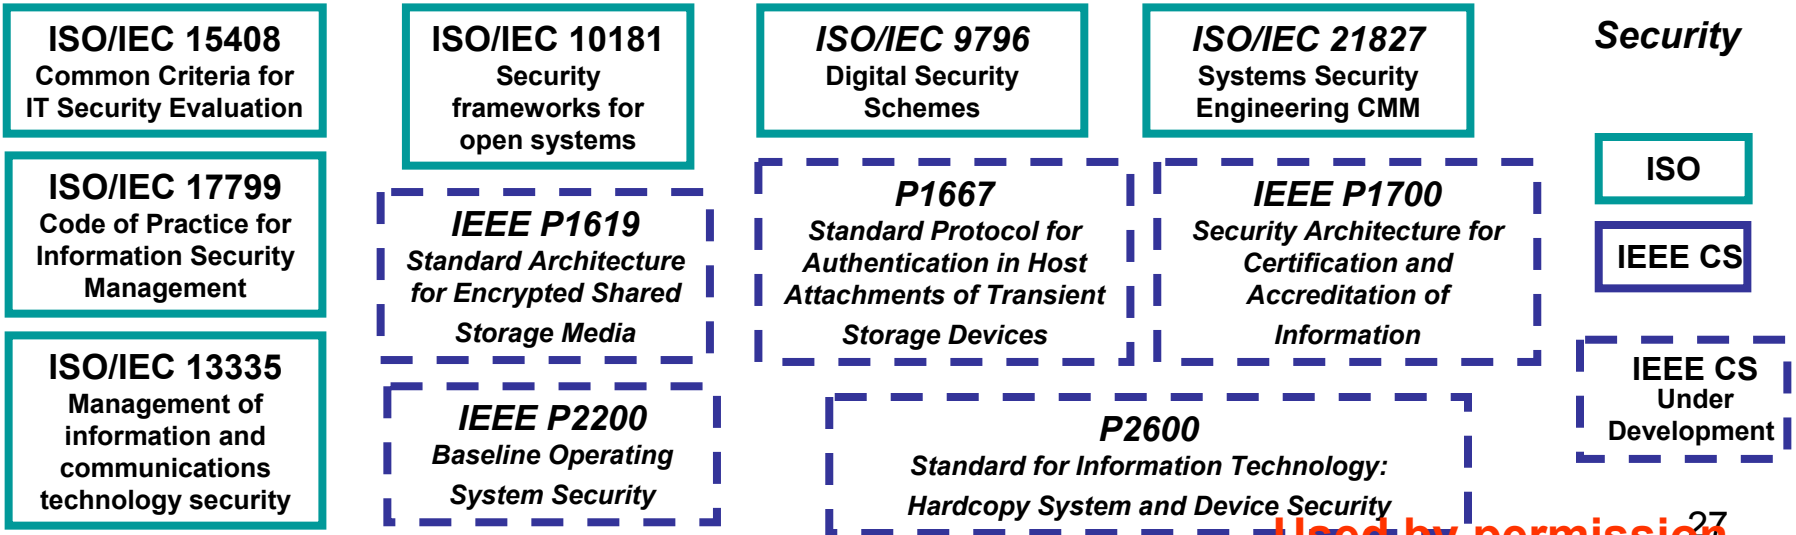 ISO/IEC 15408
Common Criteria for
IT Security Evaluation
ISO/IEC 17799
Code of Practice for
Information Security
Management
ISO/IEC 13335
Management of
information and
communications
technology security
ISO/IEC 10181
Security
frameworks for
open systems
IEEE P1619
Standard Architecture
for Encrypted Shared
Storage Media
IEEE P2200
Baseline Operating
System Security
ISO/IEC 9796
Digital Security
Schemes
P1667
Standard Protocol for
Authentication in Host
Attachments of Transient
Storage Devices
ISO/IEC 21827
Systems Security
Engineering CMM
IEEE P1700
Security Architecture for
Certification and
Accreditation of
Information
P2600
Standard for Information Technology:
Hardcopy System and Device Security
Security
ISO
IEEE CS
IEEE CS
Under
Development
27
Used by permission